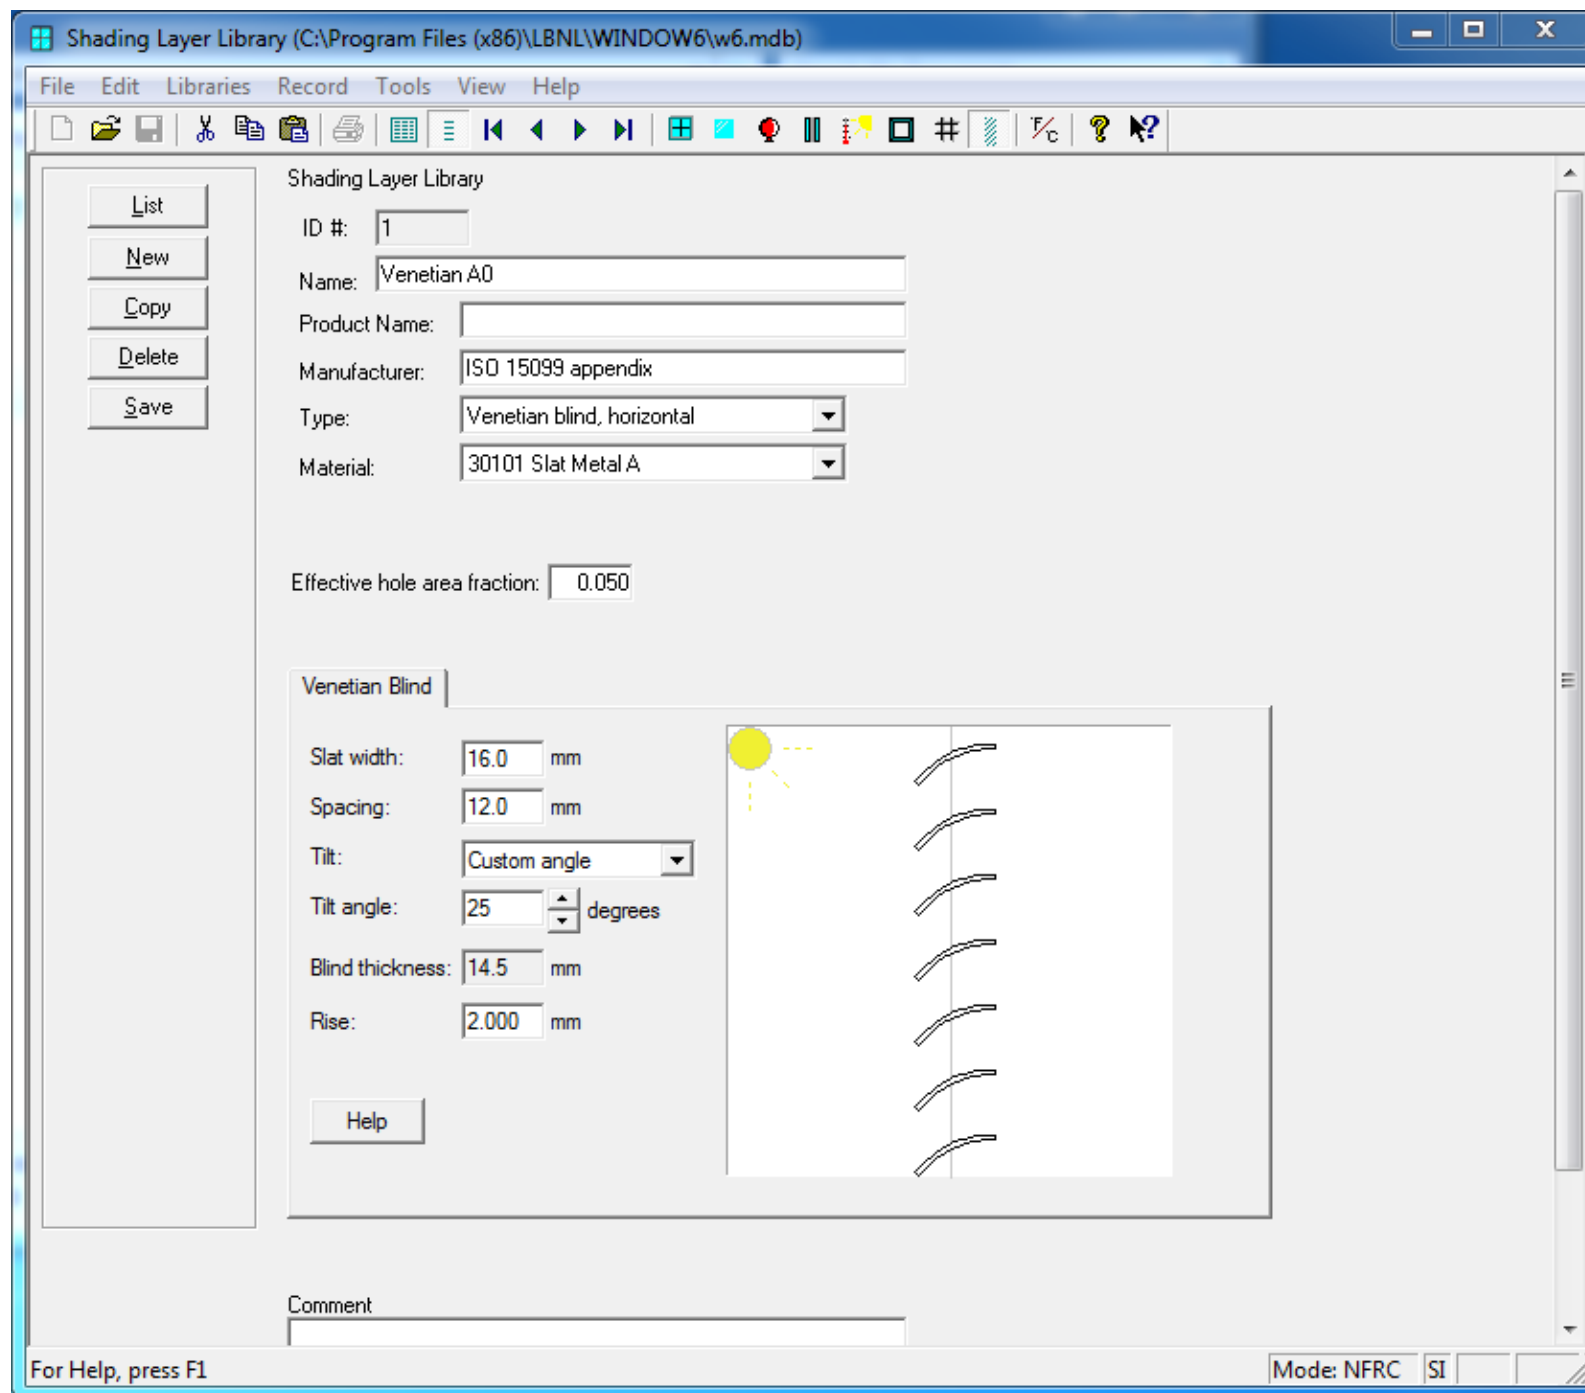 Shading Layer Library (C:\Program Files (x86)\LBNL\WINDOW6\w6.mdb)
File Edit Libraries Record Tools View Help
°F/°C ? ?
List
New
Copy
Delete
Save
Shading Layer Library
ID #: 1
Name: Venetian A0
Product Name:
Manufacturer: ISO 15099 appendix
Type: Venetian blind, horizontal
Material: 30101 Slat Metal A
Effective hole area fraction: 0.050
Venetian Blind
Slat width: 16.0 mm
Spacing: 12.0 mm
Tilt: Custom angle
Tilt angle: 25 degrees
Blind thickness: 14.5 mm
Rise: 2.000 mm
Help
Comment
For Help, press F1
Mode: NFRC SI